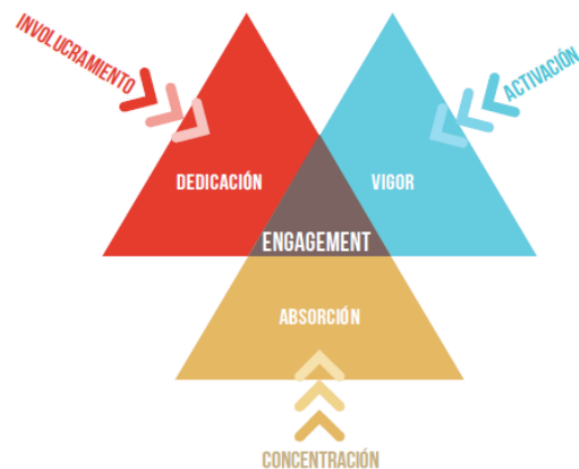 INVOLUCRAMIENTO
ACTIVACIÓN
DEDICACIÓN
VIGOR
ENGAGEMENT
ABSORCIÓN
CONCENTRACIÓN